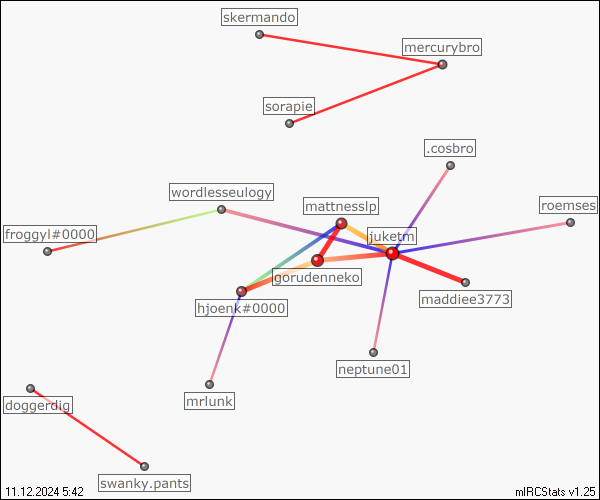 skermando
mercurybro
sorapie
.cosbro
wordlesseulogy
mattnesslp
roemses
froggyl#0000
juketm
gorudenneko
maddiee3773
hjoenk#0000
neptune01
mrlunk
doggerdig
swanky.pants
11.12.2024 5:42
mIRCStats v1.25